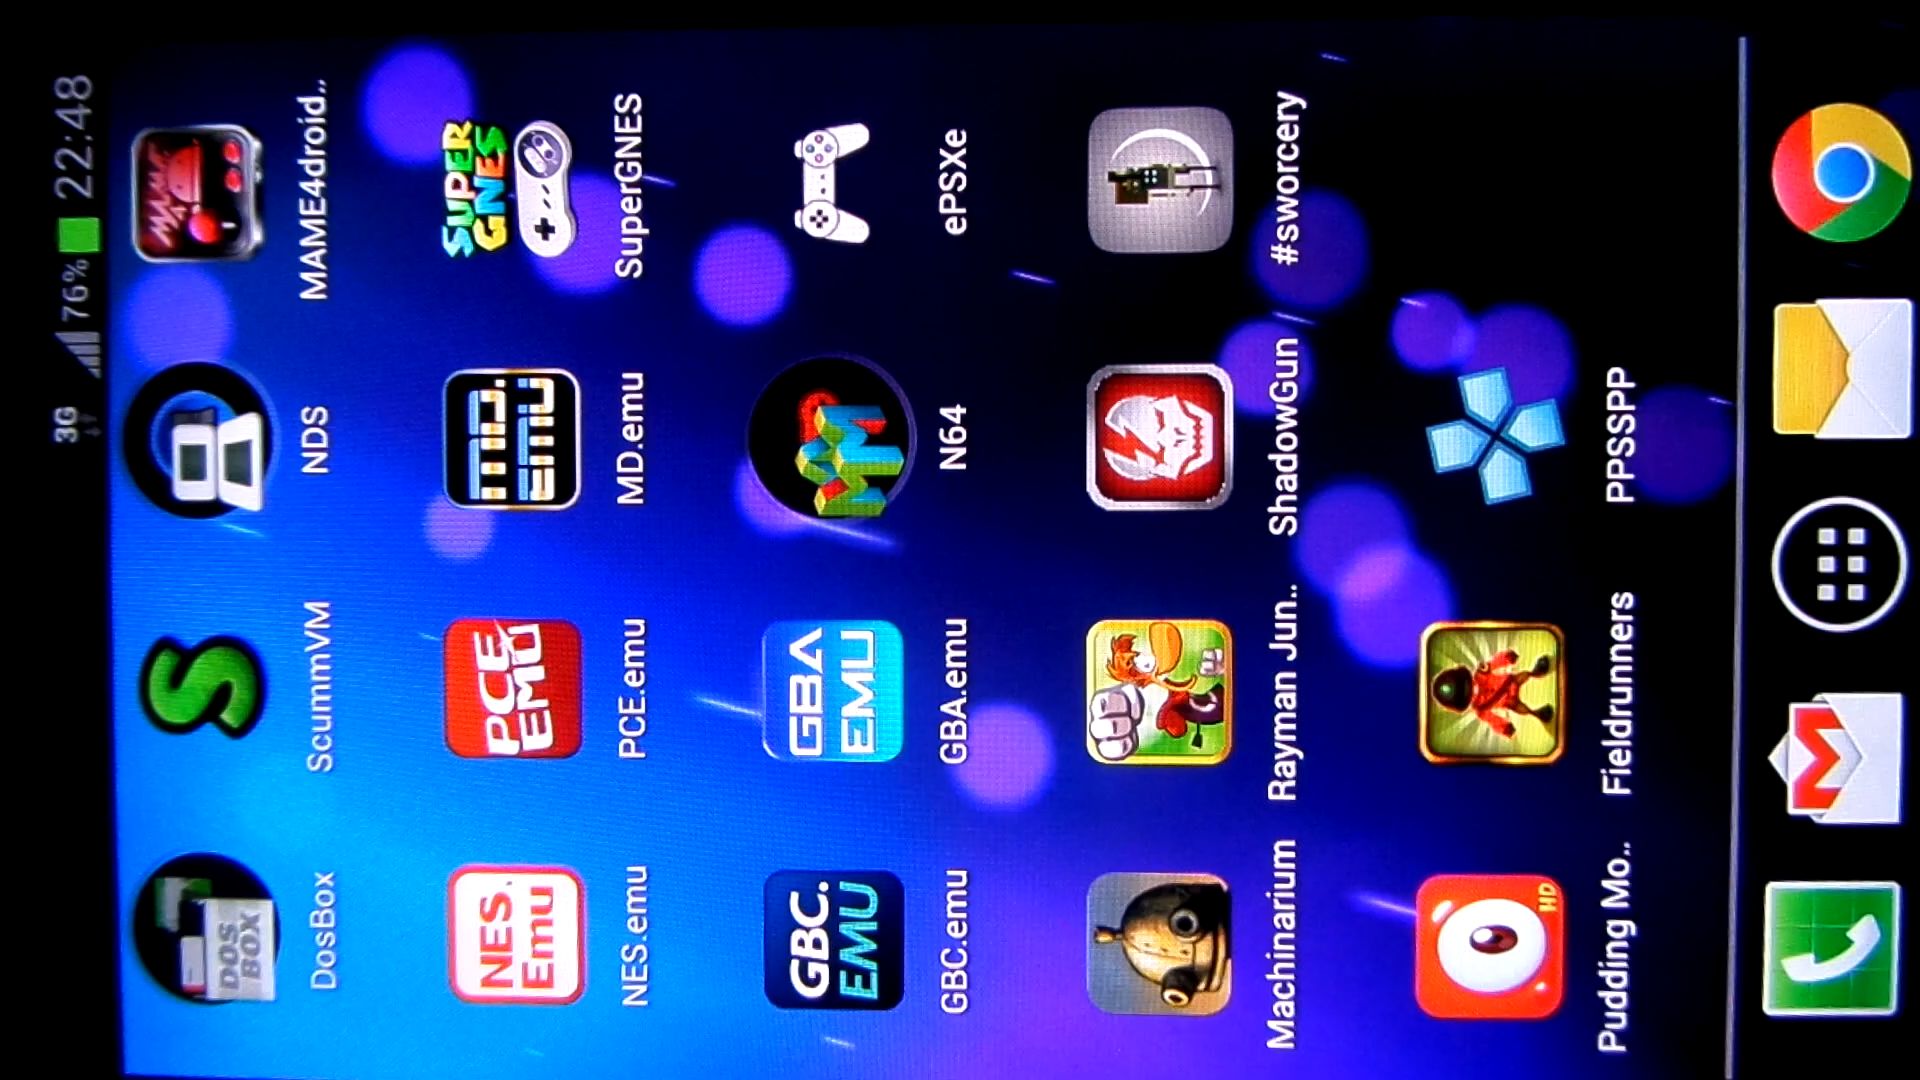 3G 76% 22:48
DOS
BOX
MAME
DosBox ScummVM NDS MAME4droid..
NES.
Emu
PCE
EMU
MD.
EMU
SUPER
GNES
NES.emu PCE.emu MD.emu SuperGNES
GBC.
EMU
GBA
EMU
GBC.emu GBA.emu N64 ePSXe
Machinarium Rayman Jun.. ShadowGun #sworcery
HD
Pudding Mo.. Fieldrunners PPSSPP